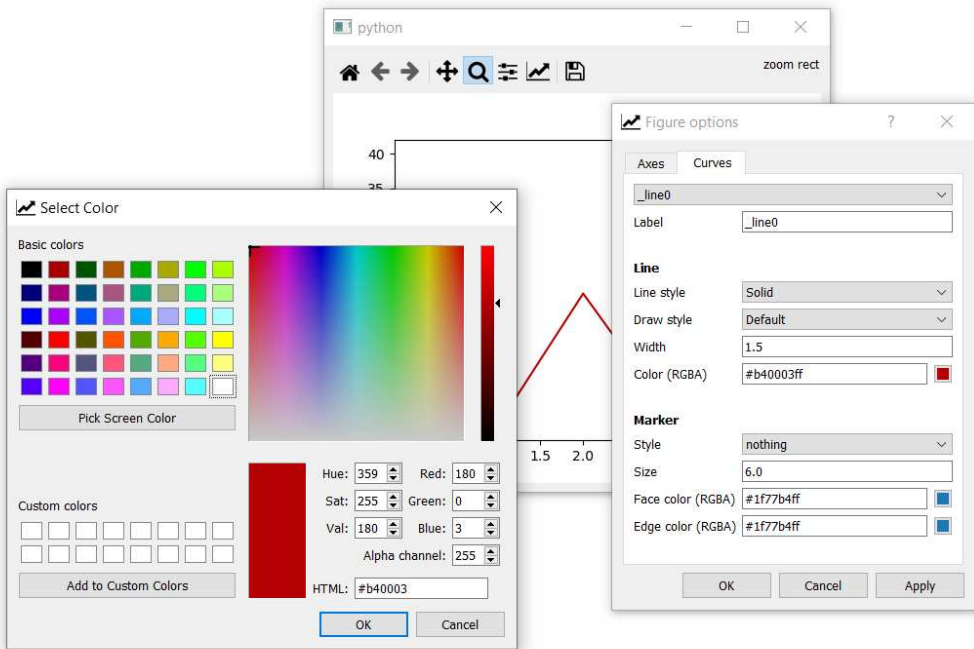 python
zoom rect
40
35
1.5 2.0
Figure options
?
Axes Curves
_line0
Label _line0
Line
Line style Solid
Draw style Default
Width 1.5
Color (RGBA) #b40003ff
Marker
Style nothing
Size 6.0
Face color (RGBA) #1f77b4ff
Edge color (RGBA) #1f77b4ff
OK Cancel Apply
Select Color
Basic colors
Pick Screen Color
Custom colors
Add to Custom Colors
Hue: 359 Red: 180
Sat: 255 Green: 0
Val: 180 Blue: 3
Alpha channel: 255
HTML: #b40003
OK Cancel